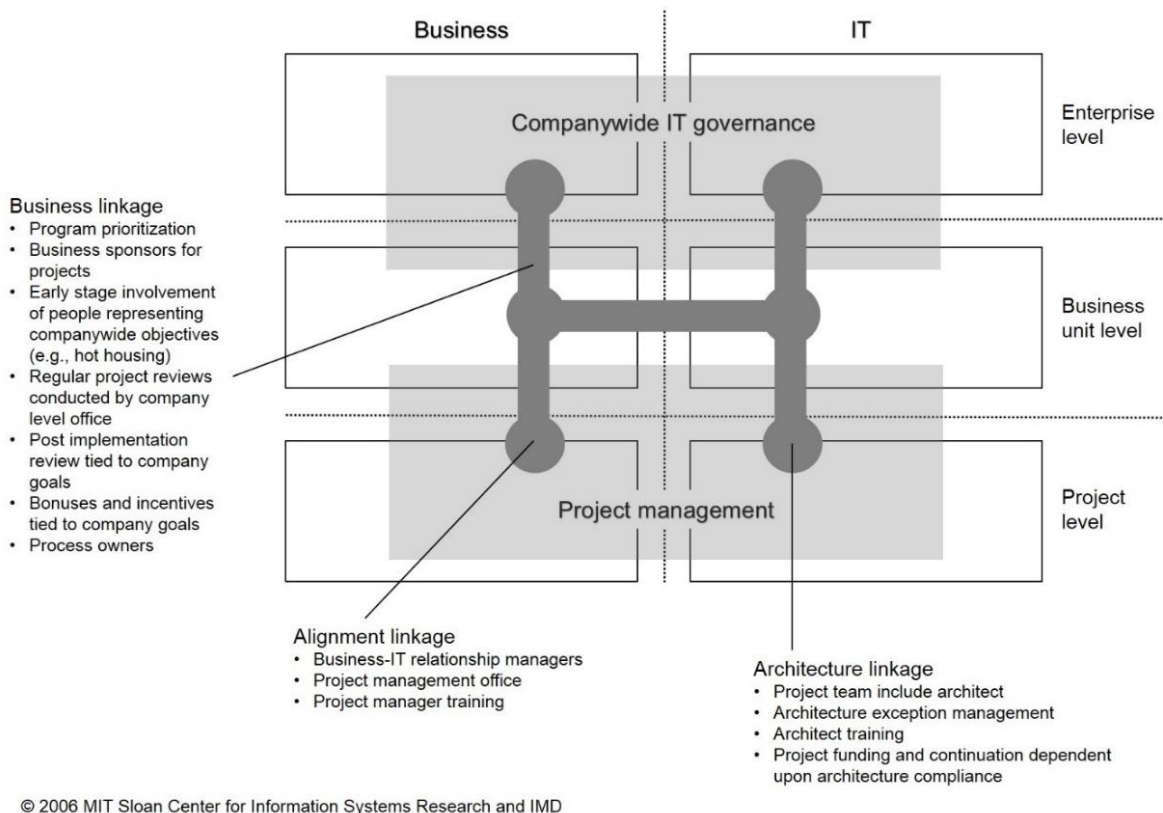 Business
IT
Companywide IT governance
Enterprise
level
Business linkage
• Program prioritization
• Business sponsors for
projects
• Early stage involvement
of people representing
companywide objectives
(e.g., hot housing)
• Regular project reviews
conducted by company
level office
• Post implementation
review tied to company
goals
• Bonuses and incentives
tied to company goals
• Process owners
Business
unit level
Project management
Project
level
Alignment linkage
• Business-IT relationship managers
• Project management office
• Project manager training
Architecture linkage
• Project team include architect
• Architecture exception management
• Architect training
• Project funding and continuation dependent
upon architecture compliance
© 2006 MIT Sloan Center for Information Systems Research and IMD